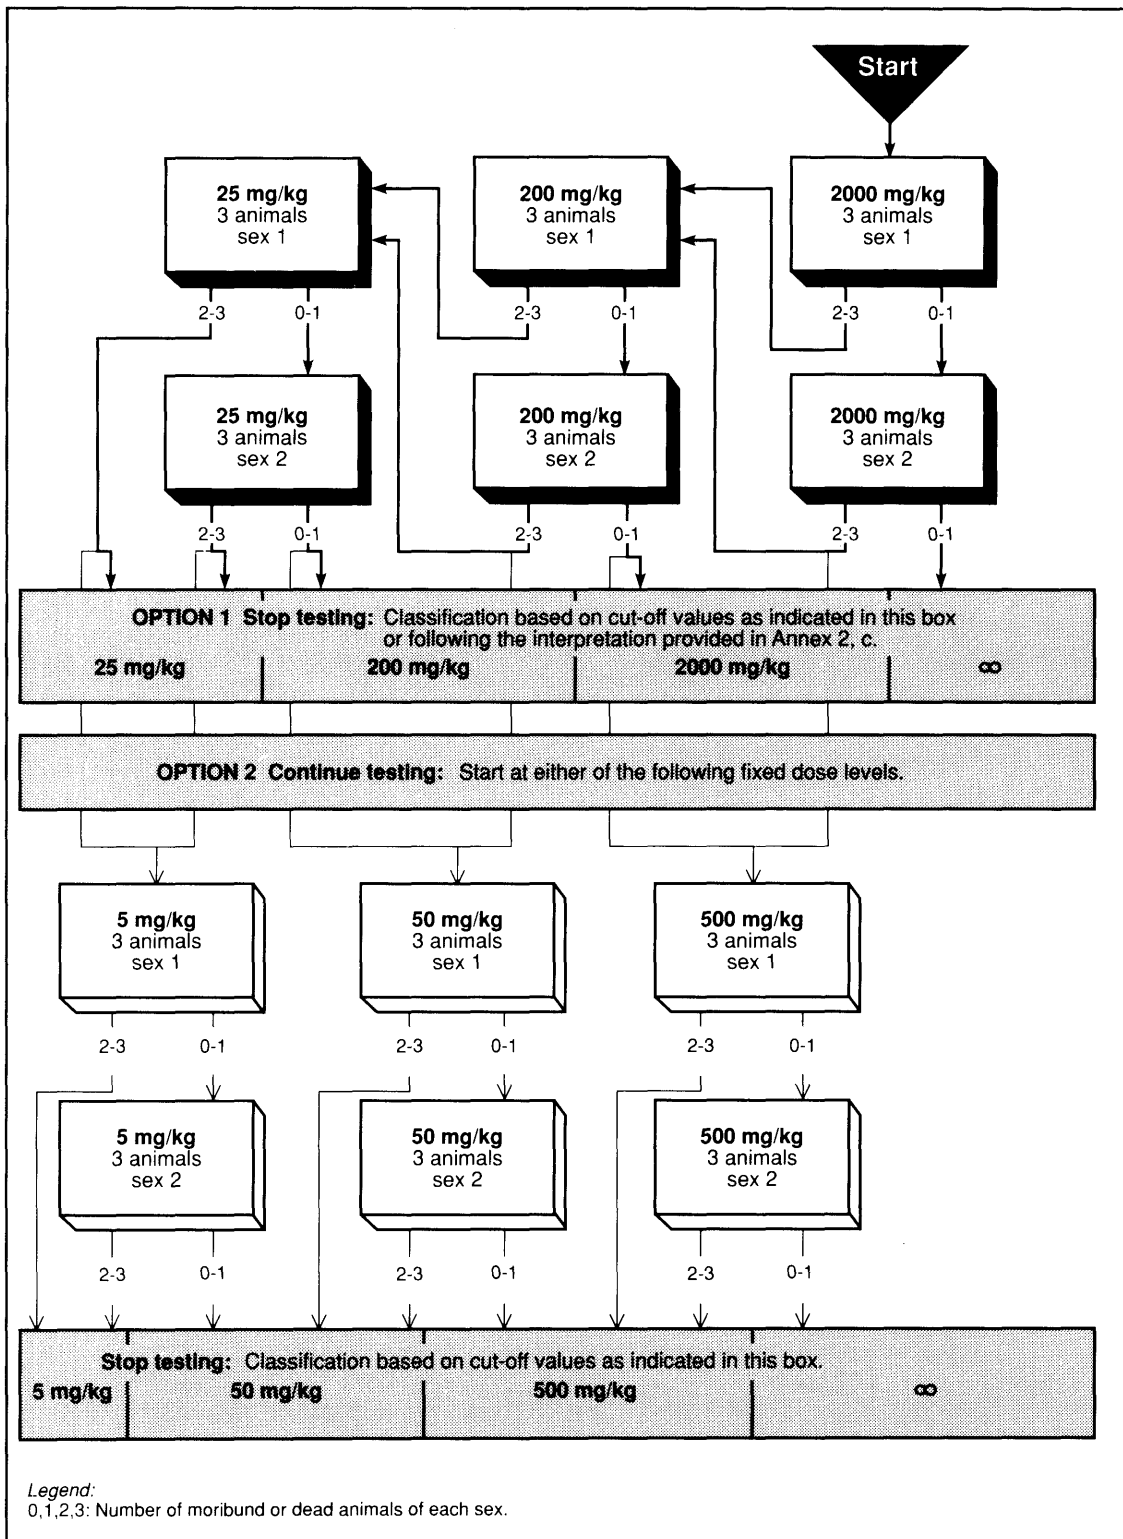 Start
25 mg/kg
3 animals
sex 1
200 mg/kg
3 animals
sex 1
2000 mg/kg
3 animals
sex 1
2-3
0-1
2-3
0-1
2-3
0-1
25 mg/kg
3 animals
sex 2
200 mg/kg
3 animals
sex 2
2000 mg/kg
3 animals
sex 2
2-3
0-1
2-3
0-1
2-3
0-1
OPTION 1 Stop testing: Classification based on cut-off values as indicated in this box
or following the interpretation provided in Annex 2, c.
25 mg/kg
200 mg/kg
2000 mg/kg
∞
OPTION 2 Continue testing: Start at either of the following fixed dose levels.
5 mg/kg
3 animals
sex 1
50 mg/kg
3 animals
sex 1
500 mg/kg
3 animals
sex 1
2-3
0-1
2-3
0-1
2-3
0-1
5 mg/kg
3 animals
sex 2
50 mg/kg
3 animals
sex 2
500 mg/kg
3 animals
sex 2
2-3
0-1
2-3
0-1
2-3
0-1
Stop testing: Classification based on cut-off values as indicated in this box.
5 mg/kg
50 mg/kg
500 mg/kg
∞
Legend:
0,1,2,3: Number of moribund or dead animals of each sex.